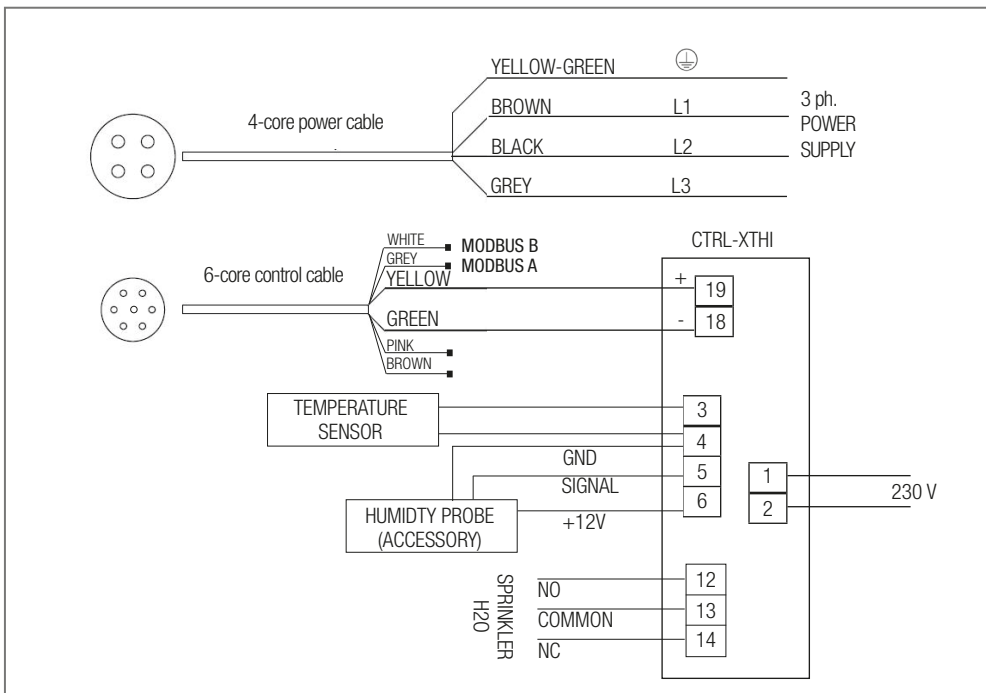 YELLOW-GREEN
4-core power cable
BROWN L1
BLACK L2
GREY L3
3 ph.
POWER
SUPPLY
6-core control cable
WHITE MODBUS B
GREY MODBUS A
YELLOW
GREEN
PINK
BROWN
CTRL-XTHI
+ 19
- 18
TEMPERATURE
SENSOR
3
4
GND
5
SIGNAL
6
+12V
HUMIDTY PROBE
(ACCESSORY)
1
2
230 V
SPRINKLER
H2O
NO
12
COMMON
13
NC
14